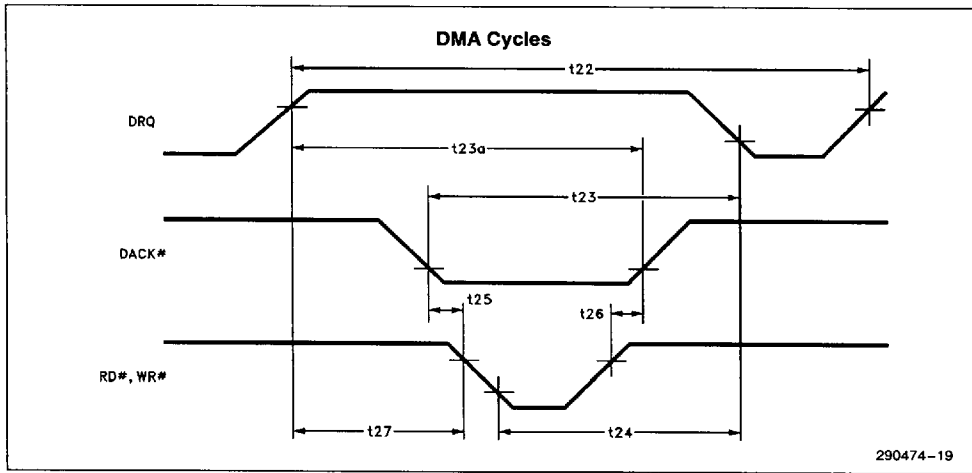 DMA Cycles
t22
DRQ
t23a
t23
DACK#
t25
t26
RD#, WR#
t27
t24
290474-19